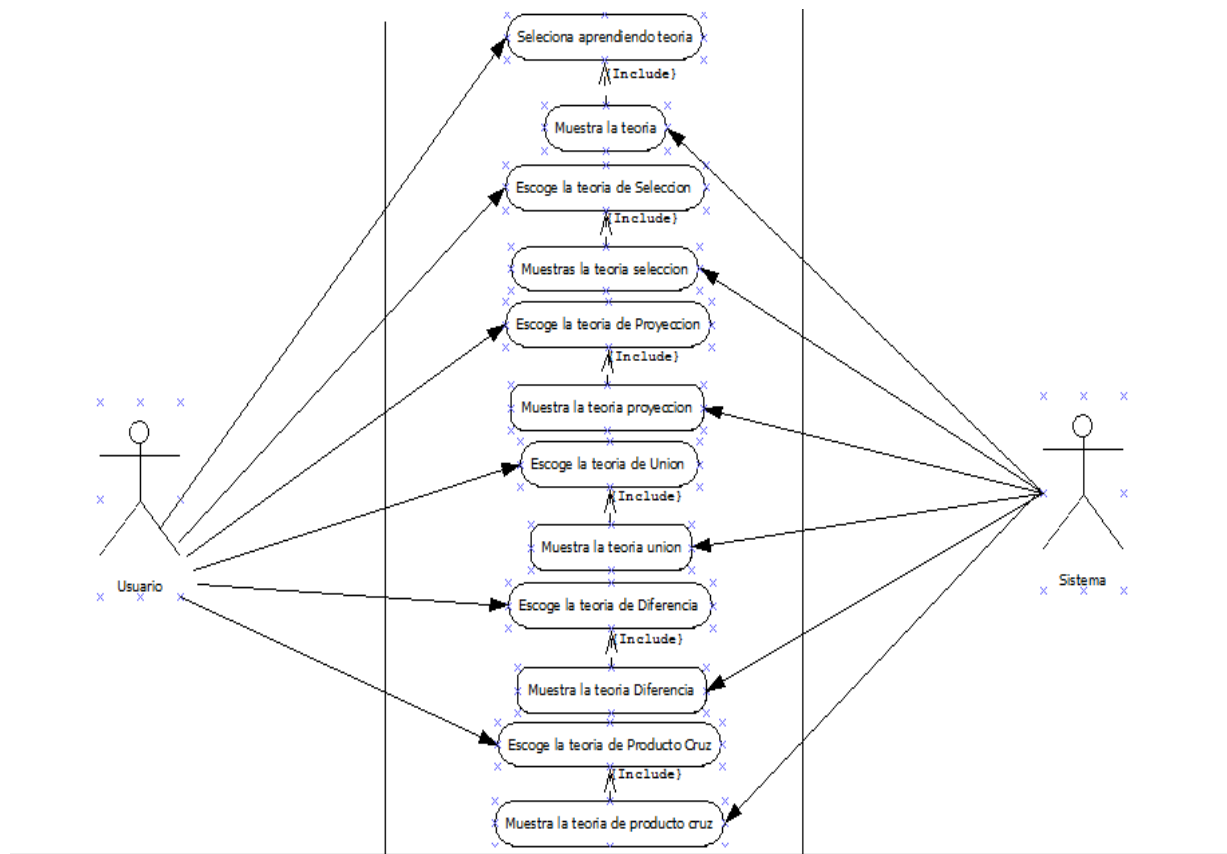 Seleciona aprendiendo teoria
{Include}
Muestra la teoria
Escoge la teoria de Seleccion
{Include}
Muestras la teoria seleccion
Escoge la teoria de Proyeccion
{Include}
Muestra la teoria proyeccion
Escoge la teoria de Union
{Include}
Muestra la teoria union
Usuario
Sistema
Escoge la teoria de Diferencia
{Include}
Muestra la teoria Diferencia
Escoge la teoria de Producto Cruz
{Include}
Muestra la teoria de producto cruz